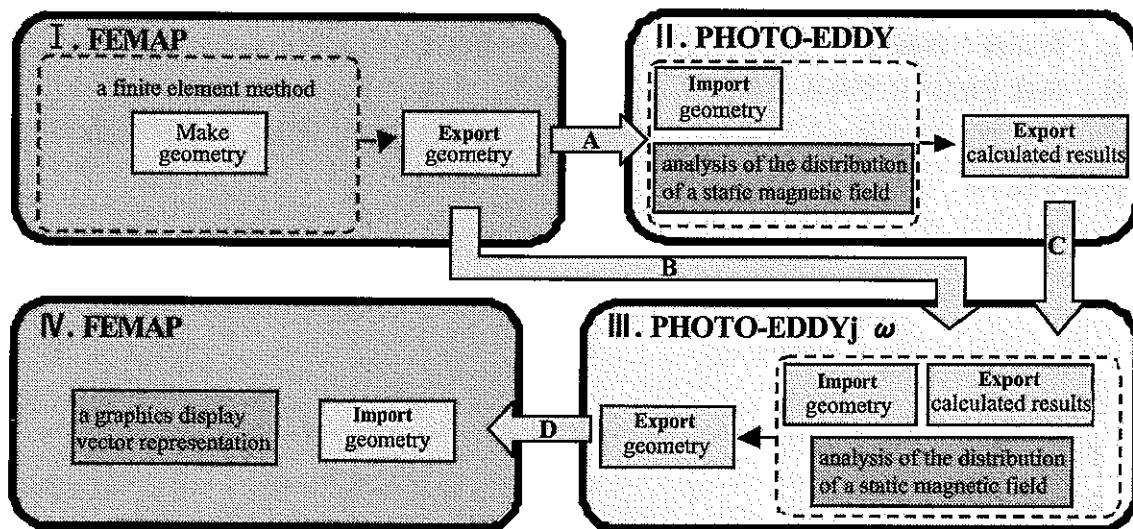 Ⅰ. FEMAP
a finite element method
Make
geometry
Export
geometry
A
Ⅱ. PHOTO-EDDY
Import
geometry
analysis of the distribution
of a static magnetic field
Export
calculated results
B
C
Ⅳ. FEMAP
a graphics display
vector representation
Import
geometry
D
Ⅲ. PHOTO-EDDYj ω
Export
geometry
Import
geometry
Export
calculated results
analysis of the distribution
of a static magnetic field